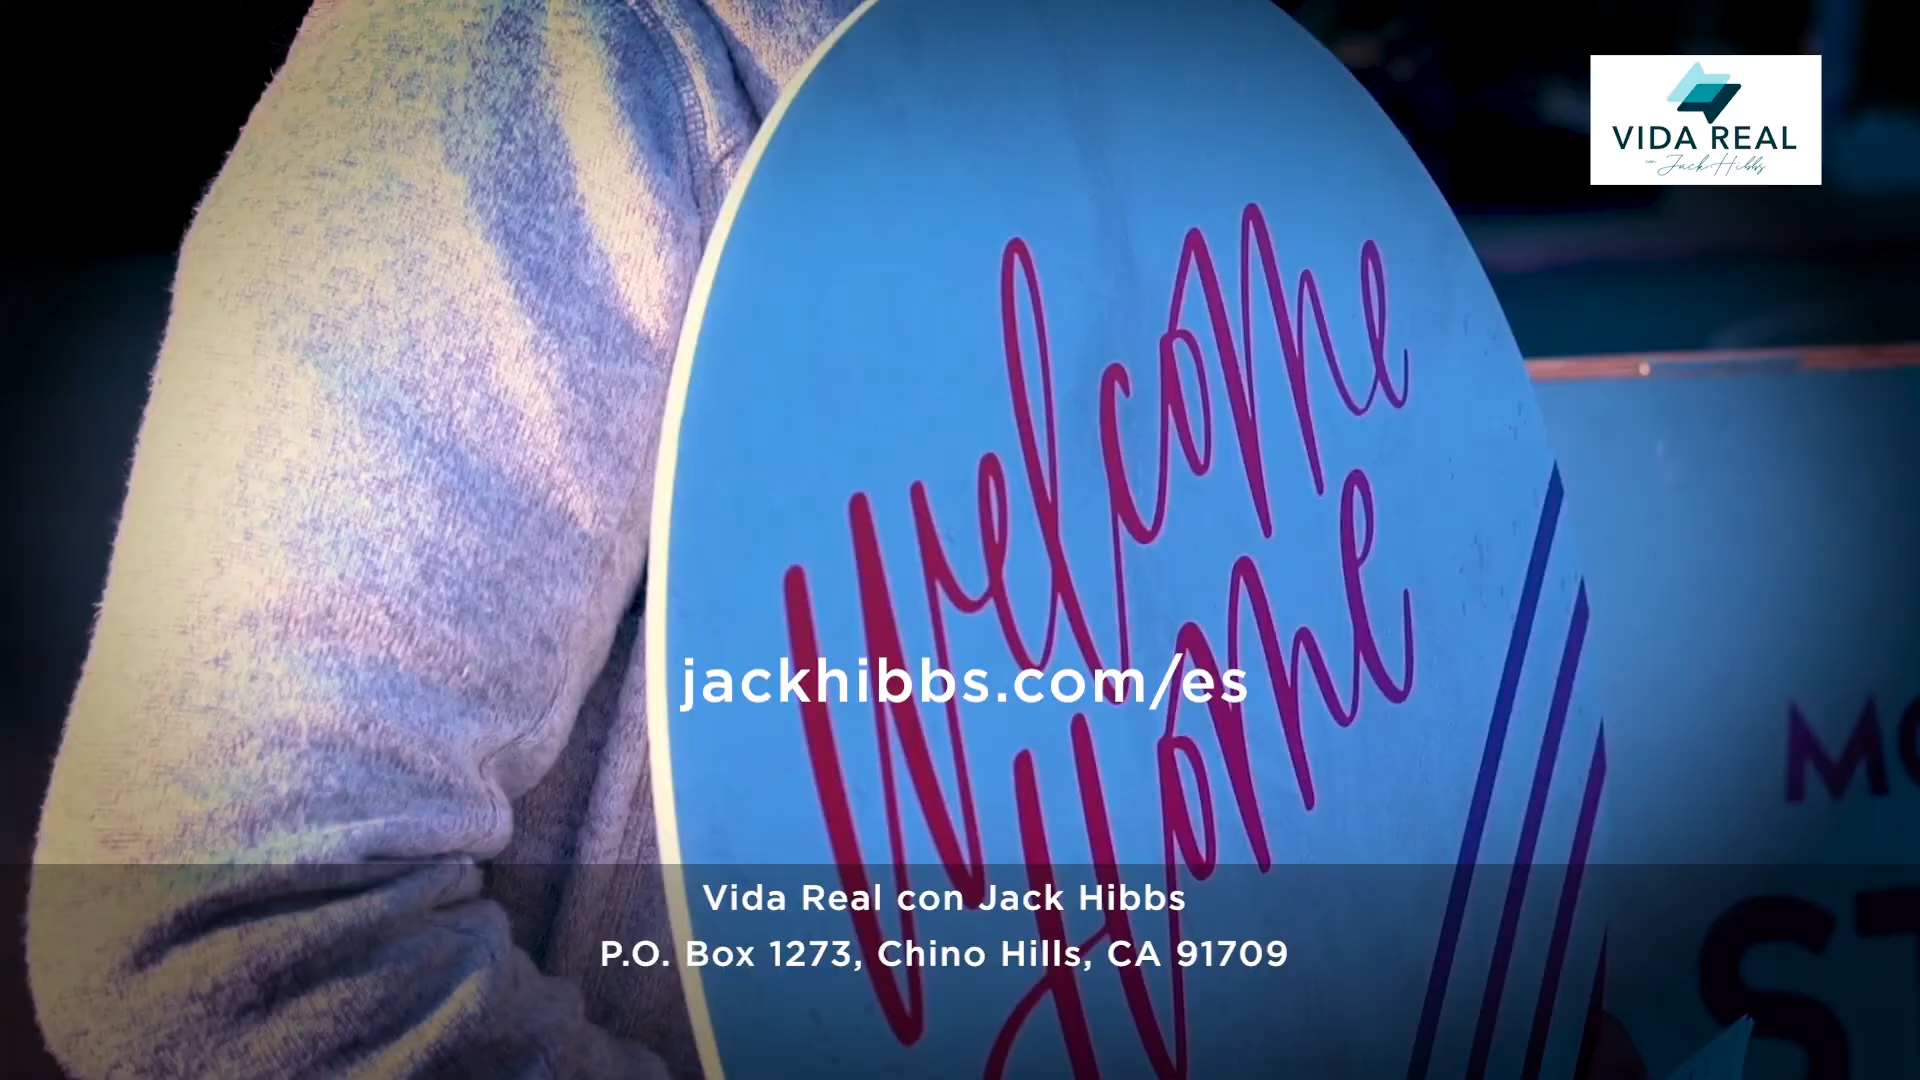 VIDA REAL
con Jack Hibbs
Welcome
Home
jackhibbs.com/es
Vida Real con Jack Hibbs
P.O. Box 1273, Chino Hills, CA 91709